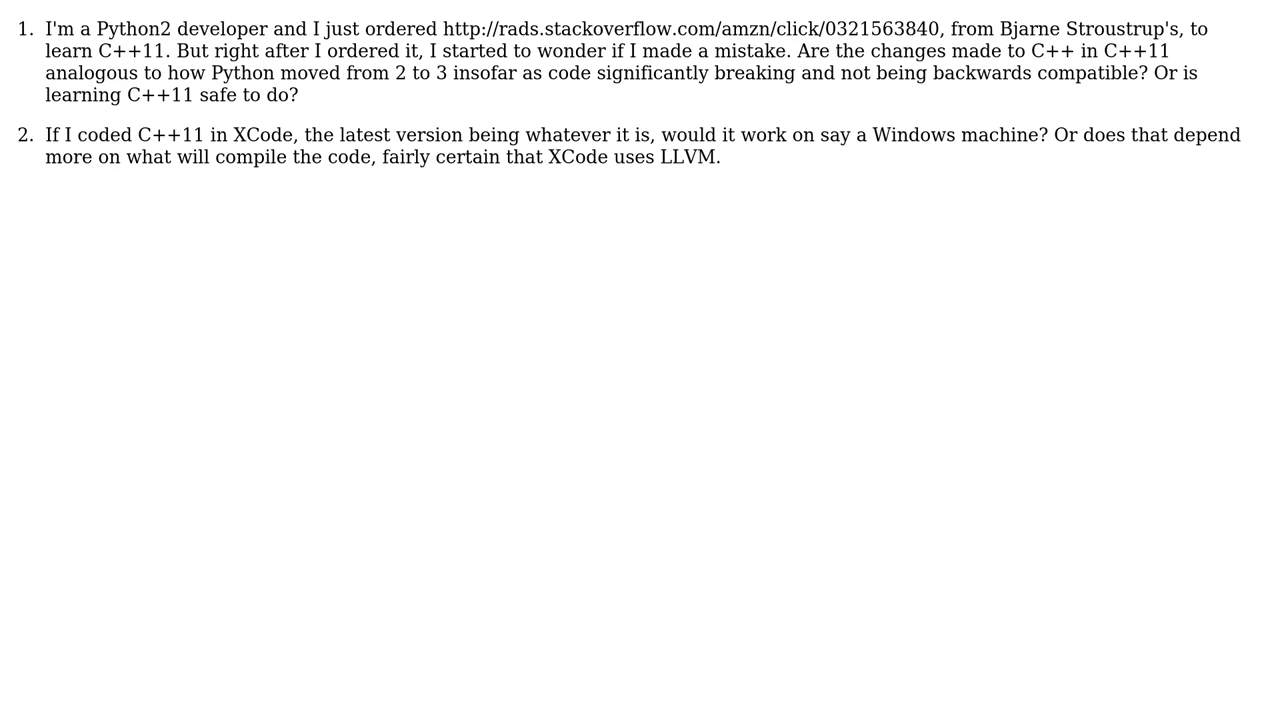 1. I'm a Python2 developer and I just ordered http://rads.stackoverflow.com/amzn/click/0321563840, from Bjarne Stroustrup's, to
learn C++11. But right after I ordered it, I started to wonder if I made a mistake. Are the changes made to C++ in C++11
analogous to how Python moved from 2 to 3 insofar as code significantly breaking and not being backwards compatible? Or is
learning C++11 safe to do?
2. If I coded C++11 in XCode, the latest version being whatever it is, would it work on say a Windows machine? Or does that depend
more on what will compile the code, fairly certain that XCode uses LLVM.